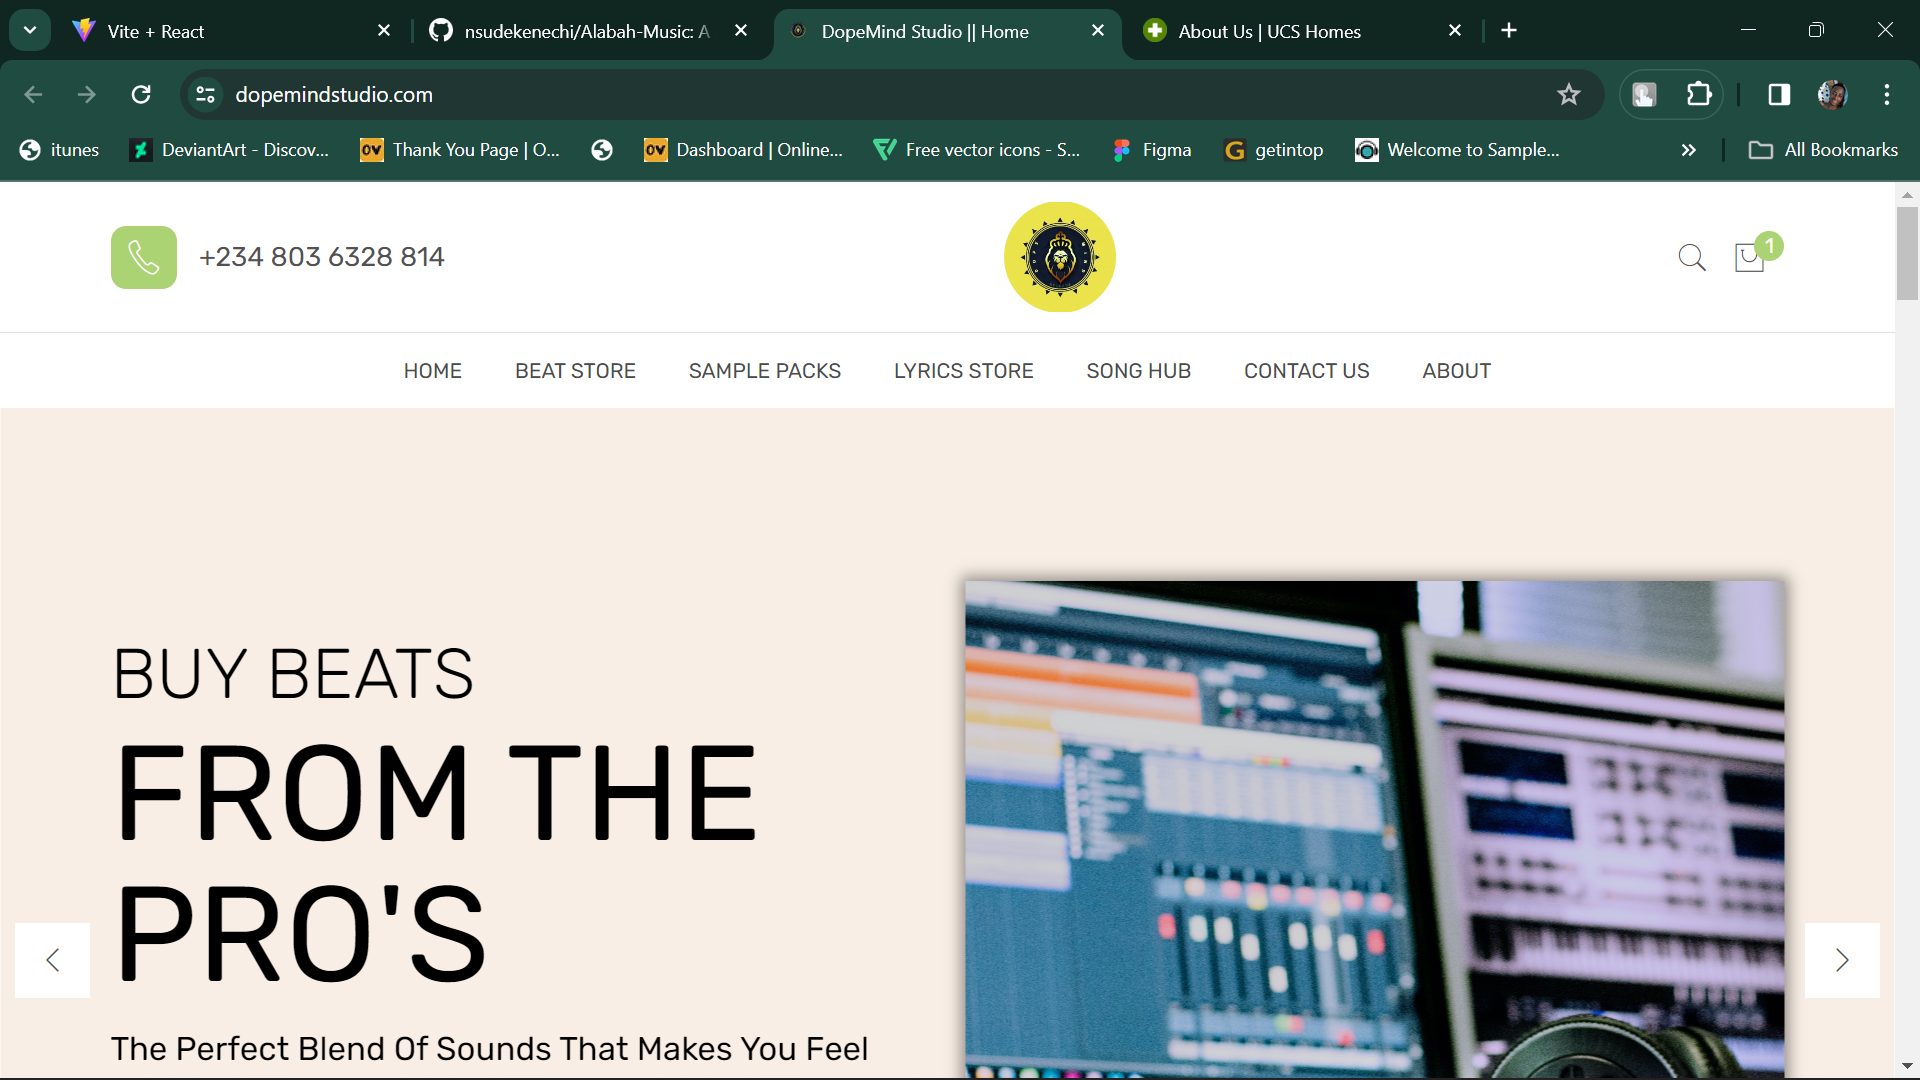 Vite + React
nsudekenechi/Alabah-Music: A
DopeMind Studio || Home
About Us | UCS Homes
dopemindstudio.com
itunes
DeviantArt - Discov...
Thank You Page | O...
Dashboard | Online...
Free vector icons - S...
Figma
getintop
Welcome to Sample...
All Bookmarks
+234 803 6328 814
1
HOME
BEAT STORE
SAMPLE PACKS
LYRICS STORE
SONG HUB
CONTACT US
ABOUT
BUY BEATS
FROM THE
PRO'S
The Perfect Blend Of Sounds That Makes You Feel